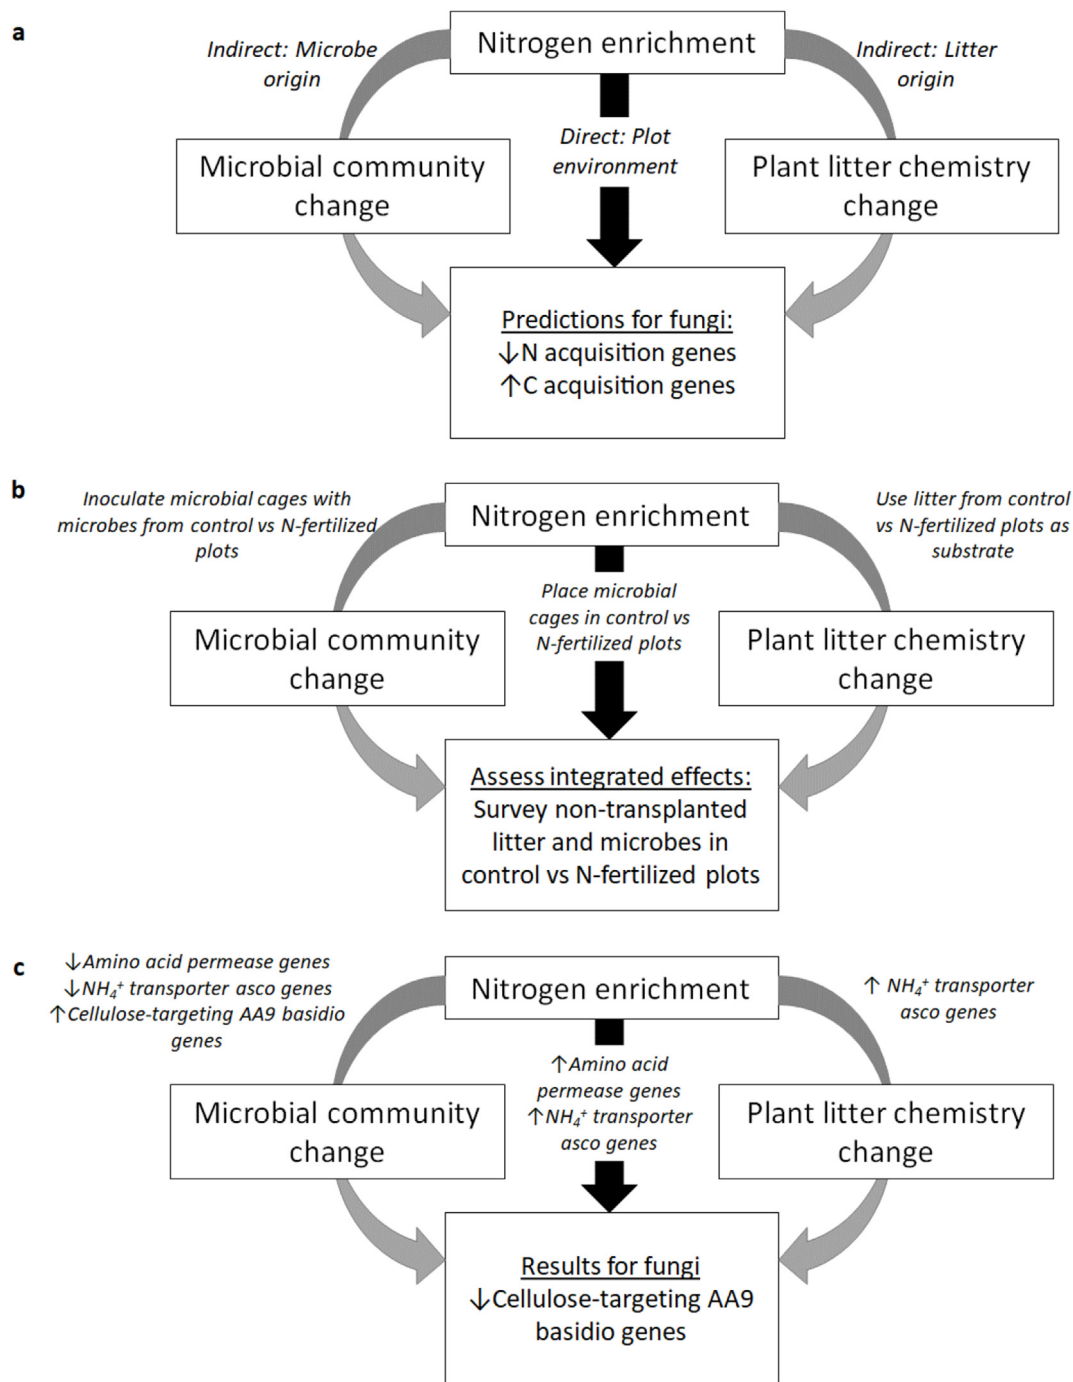 a
Nitrogen enrichment
Indirect: Microbe
origin
Indirect: Litter
origin
Direct: Plot
environment
Microbial community
change
Plant litter chemistry
change
Predictions for fungi:
↓N acquisition genes
↑C acquisition genes
b
Inoculate microbial cages with
microbes from control vs N-fertilized
plots
Nitrogen enrichment
Use litter from control
vs N-fertilized plots as
substrate
Place microbial
cages in control vs
N-fertilized plots
Microbial community
change
Plant litter chemistry
change
Assess integrated effects:
Survey non-transplanted
litter and microbes in
control vs N-fertilized plots
c
↓Amino acid permease genes
↓NH₄⁺ transporter asco genes
↑Cellulose-targeting AA9 basidio
genes
Nitrogen enrichment
↑ NH₄⁺ transporter
asco genes
↑Amino acid
permease genes
↑NH₄⁺ transporter
asco genes
Microbial community
change
Plant litter chemistry
change
Results for fungi
↓Cellulose-targeting AA9
basidio genes